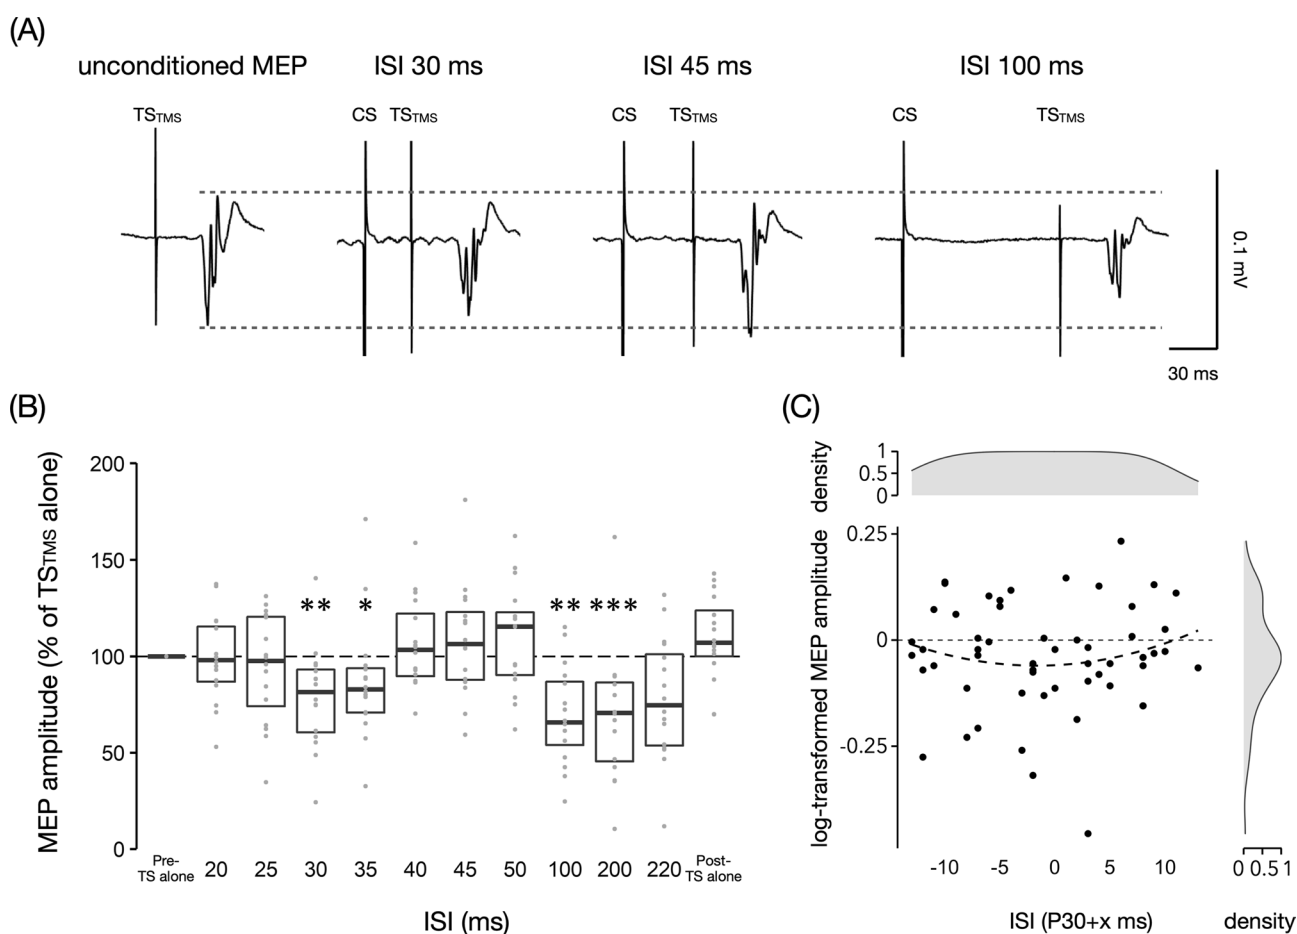 (A)
unconditioned MEP
ISI 30 ms
ISI 45 ms
ISI 100 ms
TSTMS
CS
TSTMS
CS
TSTMS
CS
TSTMS
0.1 mV
30 ms
(B)
MEP amplitude (% of TSTMS alone)
200
150
100
50
0
**
*
**
***
Pre-
TS alone
20
25
30
35
40
45
50
100
200
220
Post-
TS alone
ISI (ms)
(C)
density
1
0.5
0
log-transformed MEP amplitude
0.25
0
-0.25
-10
-5
0
5
10
ISI (P30+x ms)
0 0.5 1
density